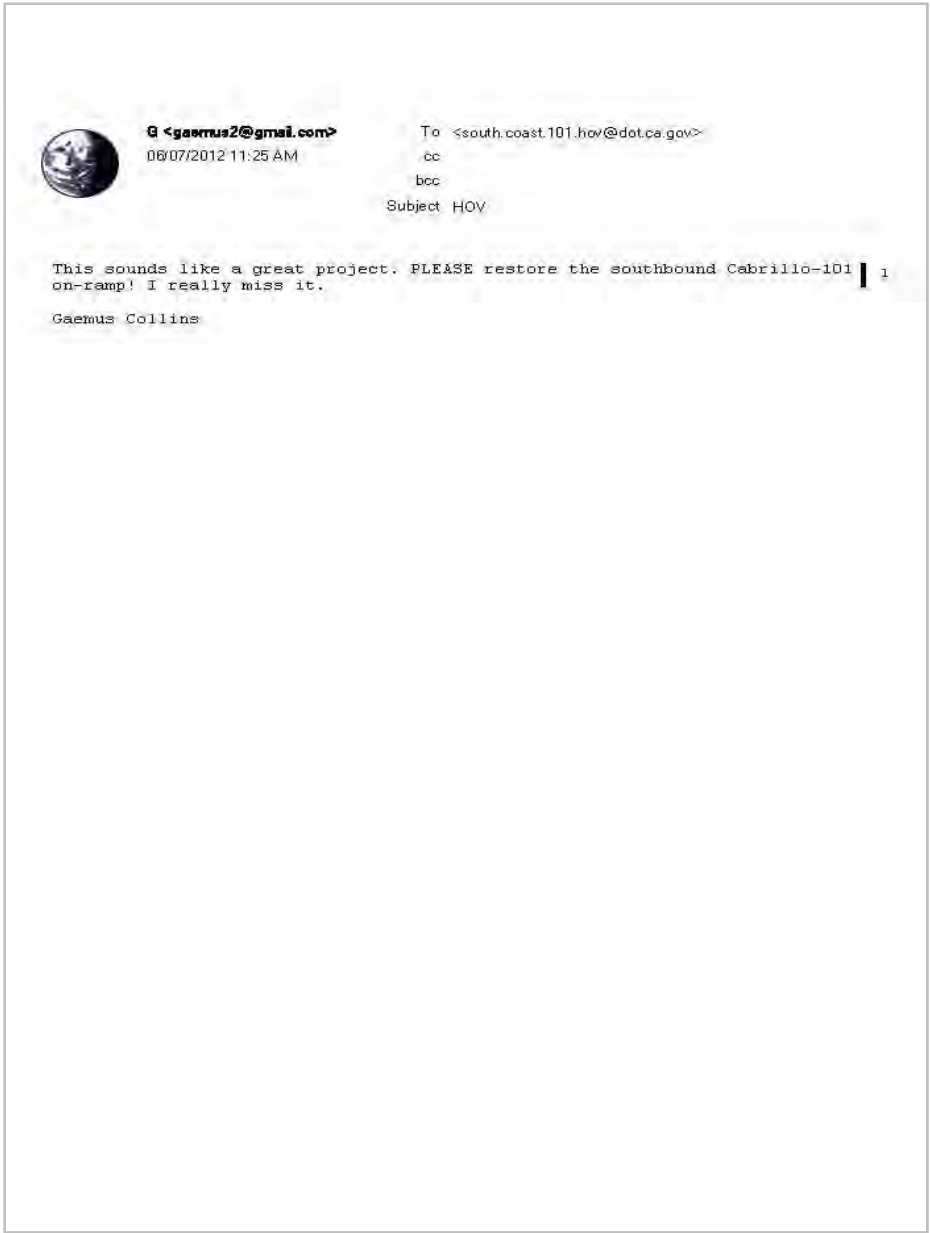 G <gaemus2@gmail.com>
06/07/2012 11:25 AM
To <south.coast.101.hov@dot.ca.gov>
cc
bcc
Subject HOV
This sounds like a great project. PLEASE restore the southbound Cabrillo-101
on-ramp! I really miss it.
1
Gaemus Collins